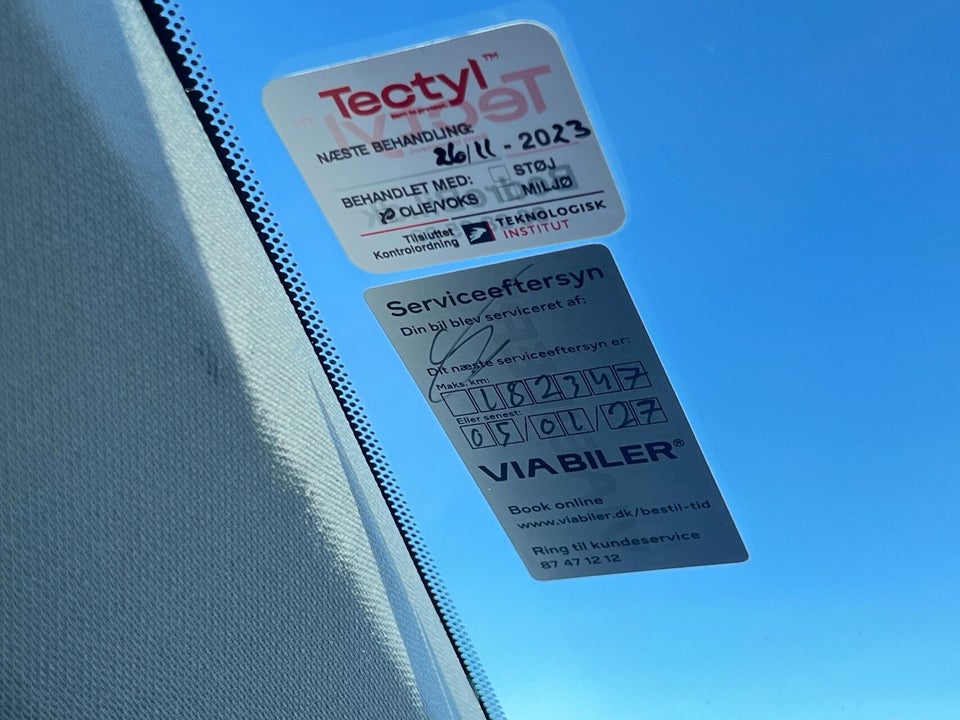 Tectyl™
NÆSTE BEHANDLING:
26/11 - 2023
BEHANDLET MED:
STØJ
OLIE/VOKS
MILJØ
Tilsluttet
Kontrolordning
TEKNOLOGISK
INSTITUT
Serviceeftersyn
Din bil blev serviceret af:
Dit næste serviceeftersyn er:
Maks. km:
182347
Eller senest:
05/01/27
VIA BILER®
Book online
www.viabiler.dk/bestil-tid
Ring til kundeservice
87 47 12 12